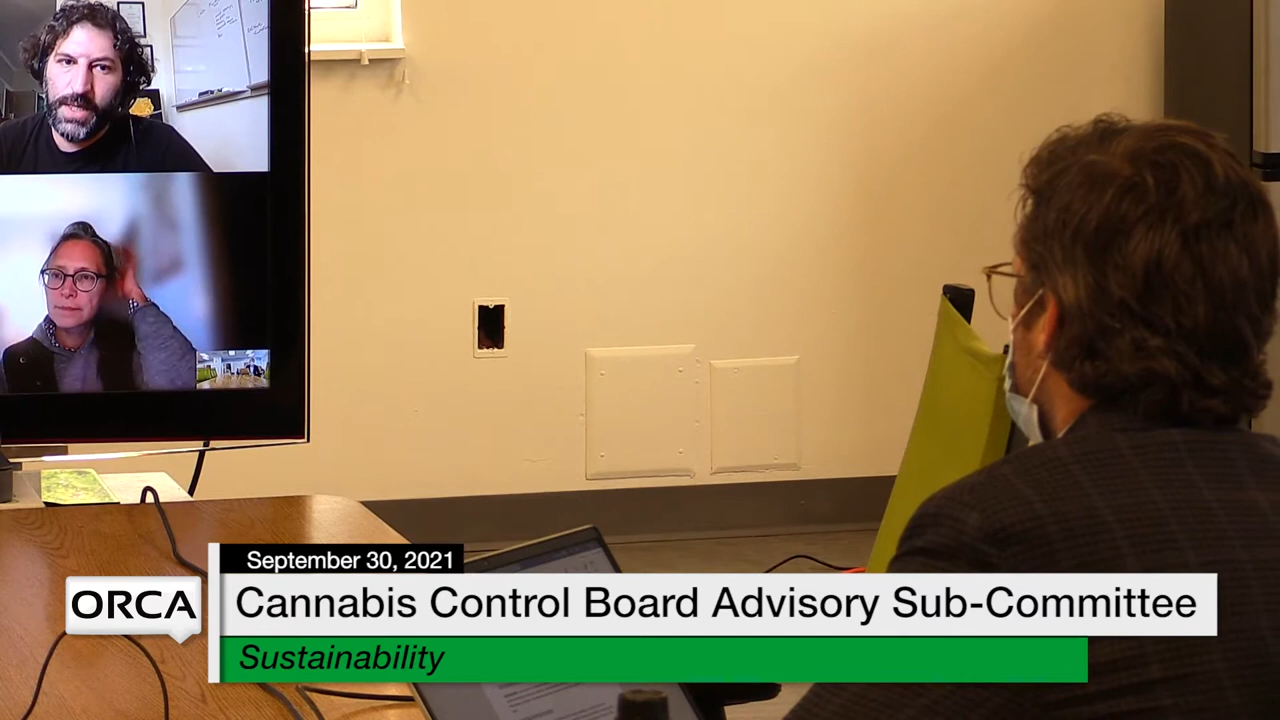 September 30, 2021
ORCA
Cannabis Control Board Advisory Sub-Committee
Sustainability